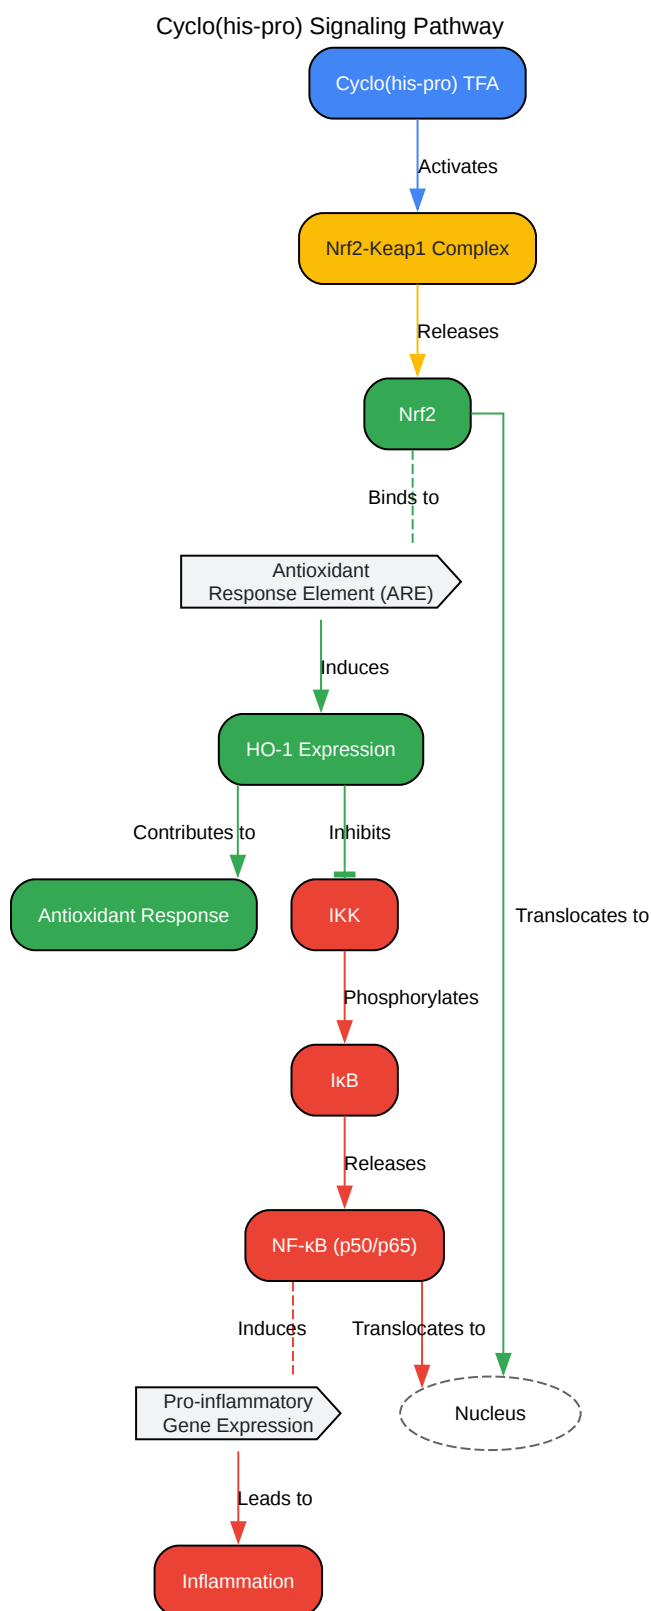 Cyclo(his-pro) Signaling Pathway
Cyclo(his-pro) TFA
Activates
Nrf2-Keap1 Complex
Releases
Nrf2
Binds to
Antioxidant
Response Element (ARE)
Induces
HO-1 Expression
Contributes to
Inhibits
Antioxidant Response
IKK
Translocates to
Phosphorylates
IκB
Releases
NF-κB (p50/p65)
Induces
Translocates to
Pro-inflammatory
Gene Expression
Nucleus
Leads to
Inflammation